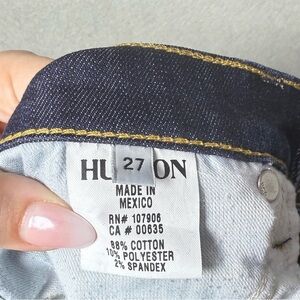 HU 27 ON
MADE IN
MEXICO
RN# 107906
CA # 00635
88% COTTON
10% POLYESTER
2% SPANDEX